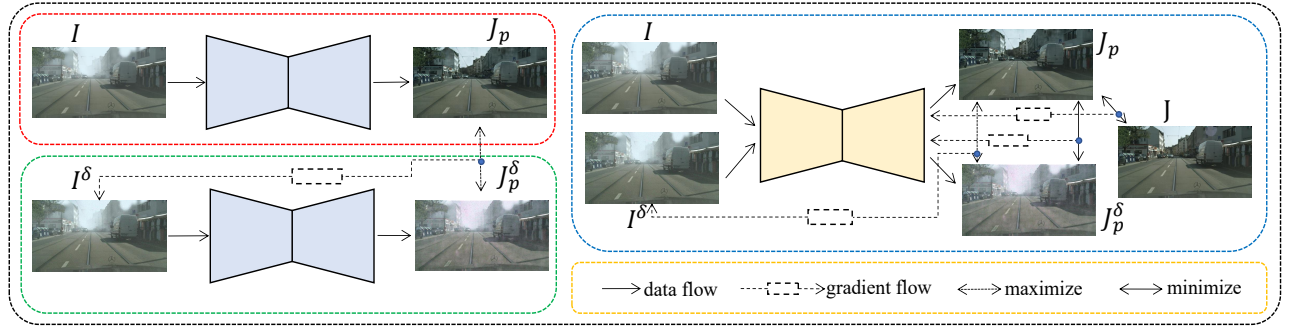 I
J_p
I^δ
J_p^δ
I
J_p
J
I^δ
J_p^δ
data flow
gradient flow
maximize
minimize